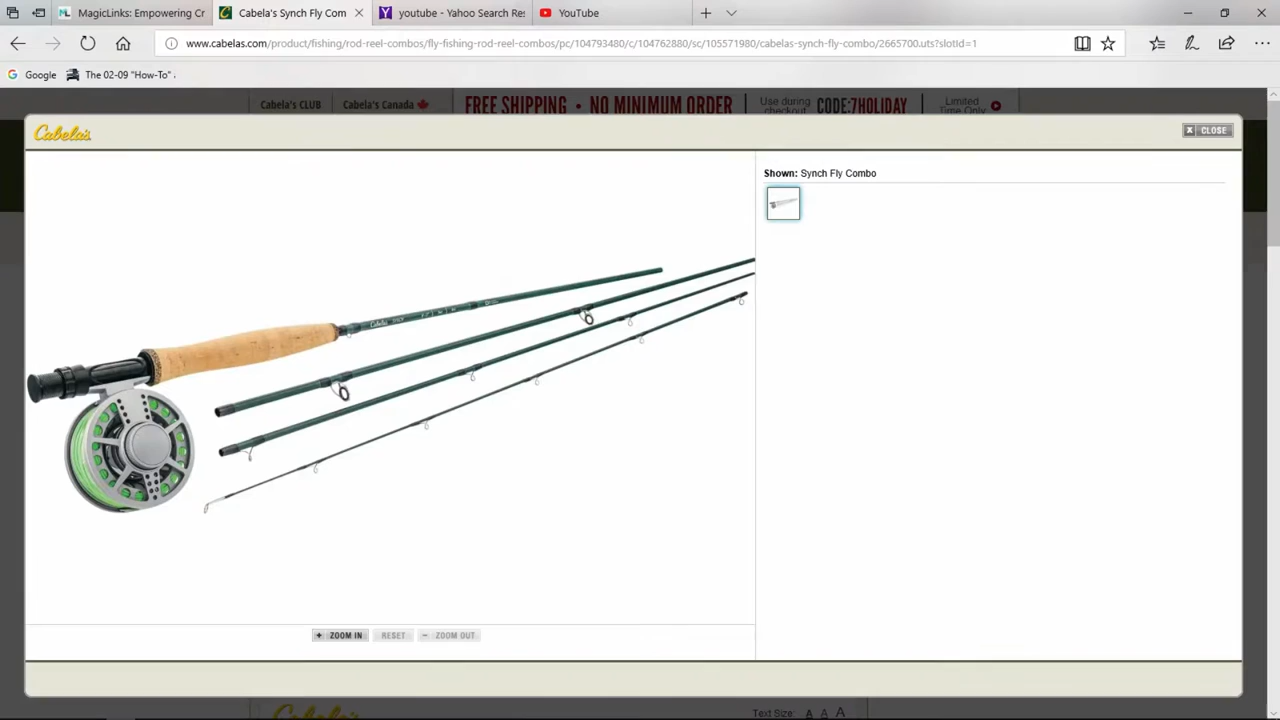 MagicLinks: Empowering Cr
Cabela's Synch Fly Com
youtube - Yahoo Search Res
YouTube
www.cabelas.com/product/fishing/rod-reel-combos/fly-fishing-rod-reel-combos/pc/104793480/c/104762880/sc/105571980/cabelas-synch-fly-combo/2665700.uts?slotId=1
Google
The 02-09 "How-To"
Cabela's CLUB
Cabela's Canada
FREE SHIPPING • NO MINIMUM ORDER
Use during
checkout
CODE:7HOLIDAY
Limited
Time Only
Cabela's
X CLOSE
Shown: Synch Fly Combo
Cabela's
+ ZOOM IN
RESET
- ZOOM OUT
Cabela's
Text Size: A A A